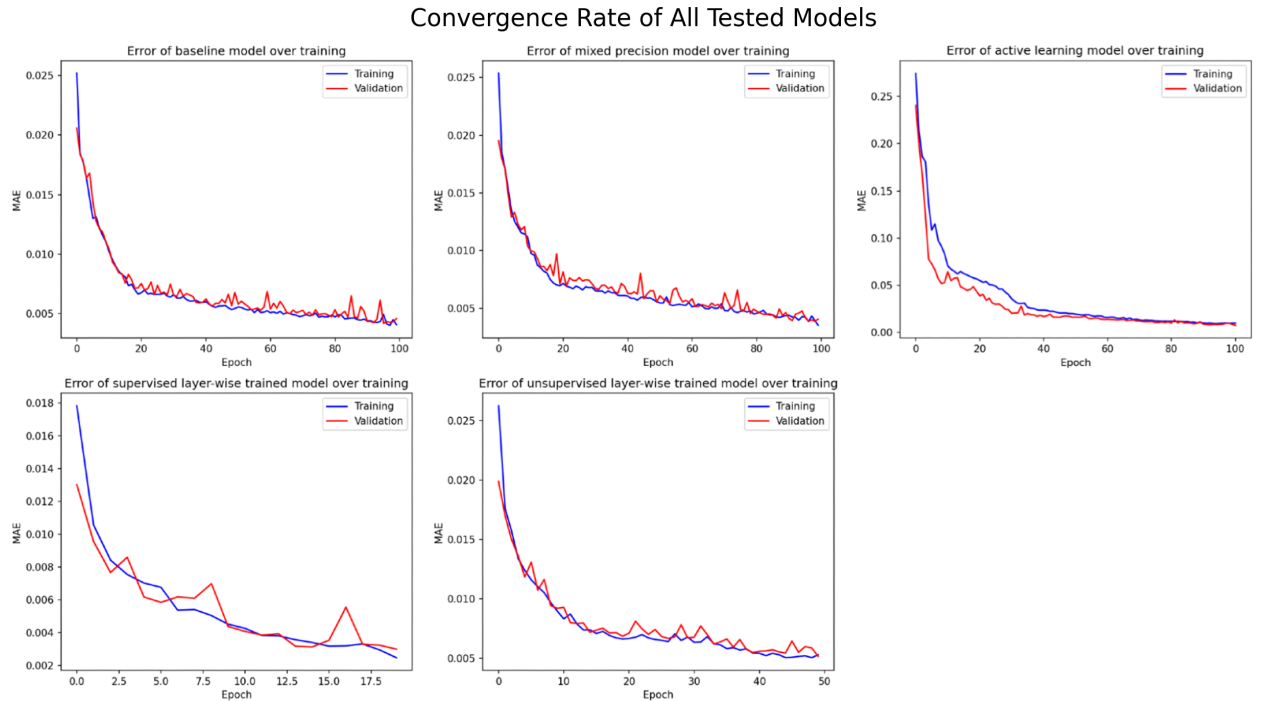 Convergence Rate of All Tested Models
Error of baseline model over training
MAE
0.025
0.020
0.015
0.010
0.005
Training
Validation
0 20 40 60 80 100
Epoch
Error of mixed precision model over training
MAE
0.025
0.020
0.015
0.010
0.005
Training
Validation
0 20 40 60 80 100
Epoch
Error of active learning model over training
MAE
0.25
0.20
0.15
0.10
0.05
0.00
Training
Validation
0 20 40 60 80 100
Epoch
Error of supervised layer-wise trained model over training
MAE
0.018
0.016
0.014
0.012
0.010
0.008
0.006
0.004
0.002
Training
Validation
0.0 2.5 5.0 7.5 10.0 12.5 15.0 17.5
Epoch
Error of unsupervised layer-wise trained model over training
MAE
0.025
0.020
0.015
0.010
0.005
Training
Validation
0 10 20 30 40 50
Epoch